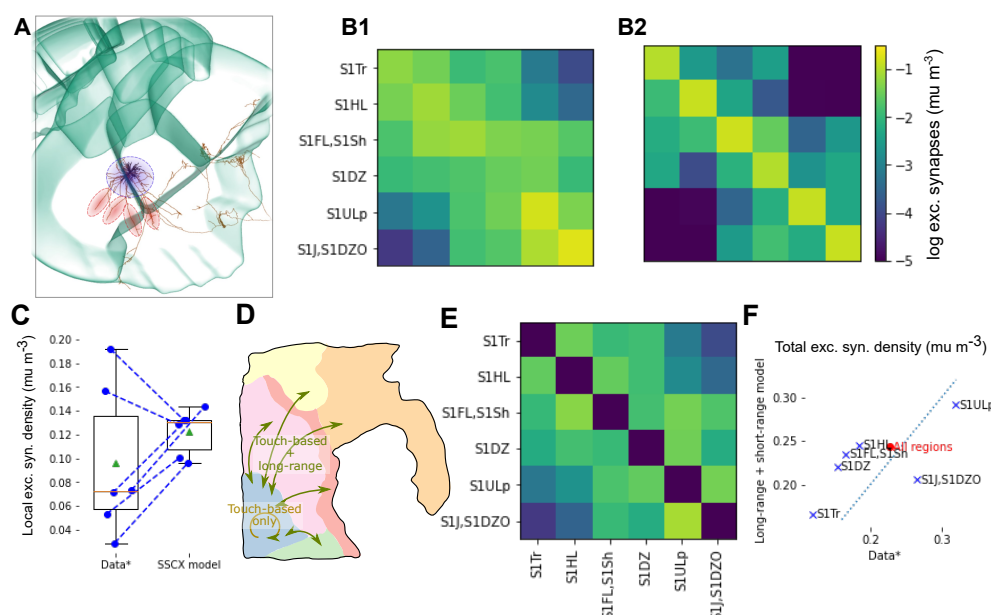 A
B1
B2
S1Tr
S1HL
S1FL,S1Sh
S1DZ
S1ULp
S1J,S1DZO
−1
−2
−3
−4
−5
log exc. synapses (mu m-3)
C
Local exc. syn. density (mu m-3)
0.20
0.18
0.16
0.14
0.12
0.10
0.08
0.06
0.04
Data*
SSCX model
D
Touch-based
+
long-range
Touch-based
only
E
S1Tr
S1HL
S1FL,S1Sh
S1DZ
S1ULp
S1J,S1DZO
S1Tr
S1HL
S1FL,S1Sh
S1DZ
S1ULp
S1J,S1DZO
F
Total exc. syn. density (mu m-3)
Long-range + short-range model
0.30
0.25
0.20
S1ULp
S1HL
All regions
S1FL,S1Sh
S1DZ
S1J,S1DZO
S1Tr
0.2
0.3
Data*